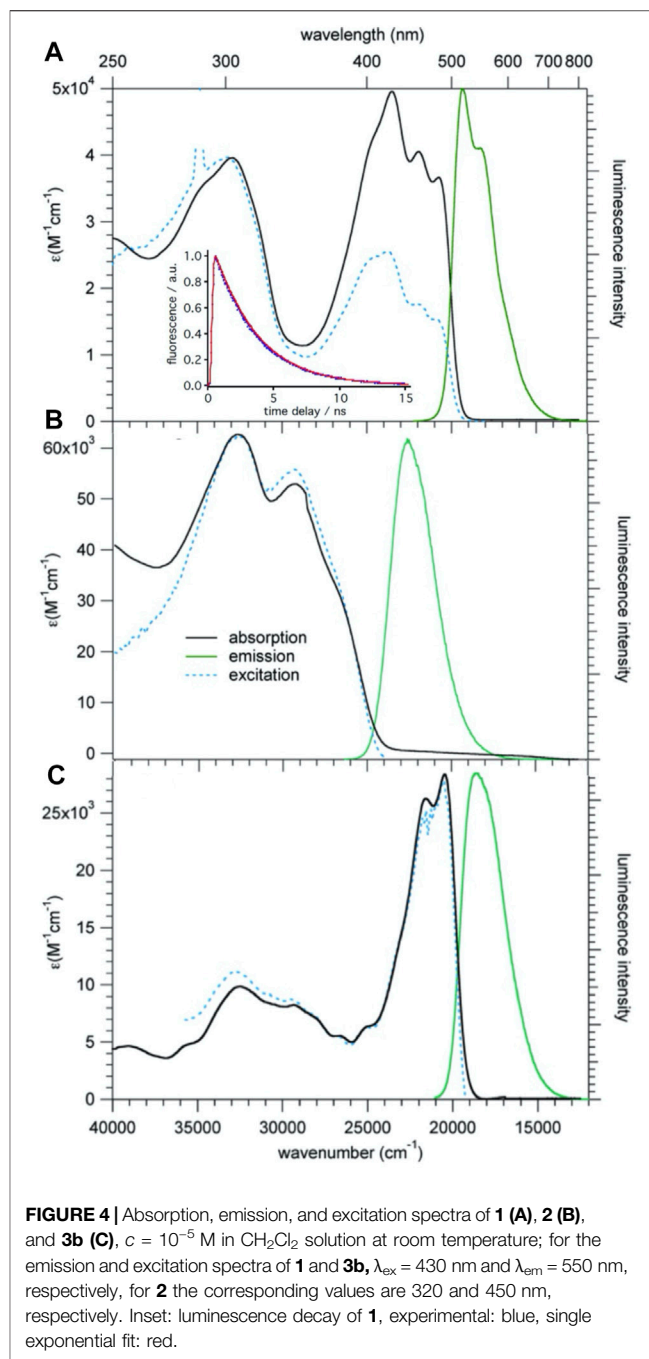 wavelength (nm)
A
250 300 400 500 600 700 800
5x10⁴
4
3
2
1
0
ε(M⁻¹cm⁻¹)
luminescence intensity
1.0
0.8
0.6
0.4
0.2
0.0
fluorescence / a.u.
0 5 10 15
time delay / ns
B
60x10³
50
40
30
20
10
0
ε(M⁻¹cm⁻¹)
luminescence intensity
absorption
emission
excitation
C
25x10³
20
15
10
5
0
ε(M⁻¹cm⁻¹)
luminescence intensity
40000 35000 30000 25000 20000 15000
wavenumber (cm⁻¹)
FIGURE 4 | Absorption, emission, and excitation spectra of 1 (A), 2 (B),
and 3b (C), c = 10⁻⁵ M in CH₂Cl₂ solution at room temperature; for the
emission and excitation spectra of 1 and 3b, λex = 430 nm and λem = 550 nm,
respectively, for 2 the corresponding values are 320 and 450 nm,
respectively. Inset: luminescence decay of 1, experimental: blue, single
exponential fit: red.